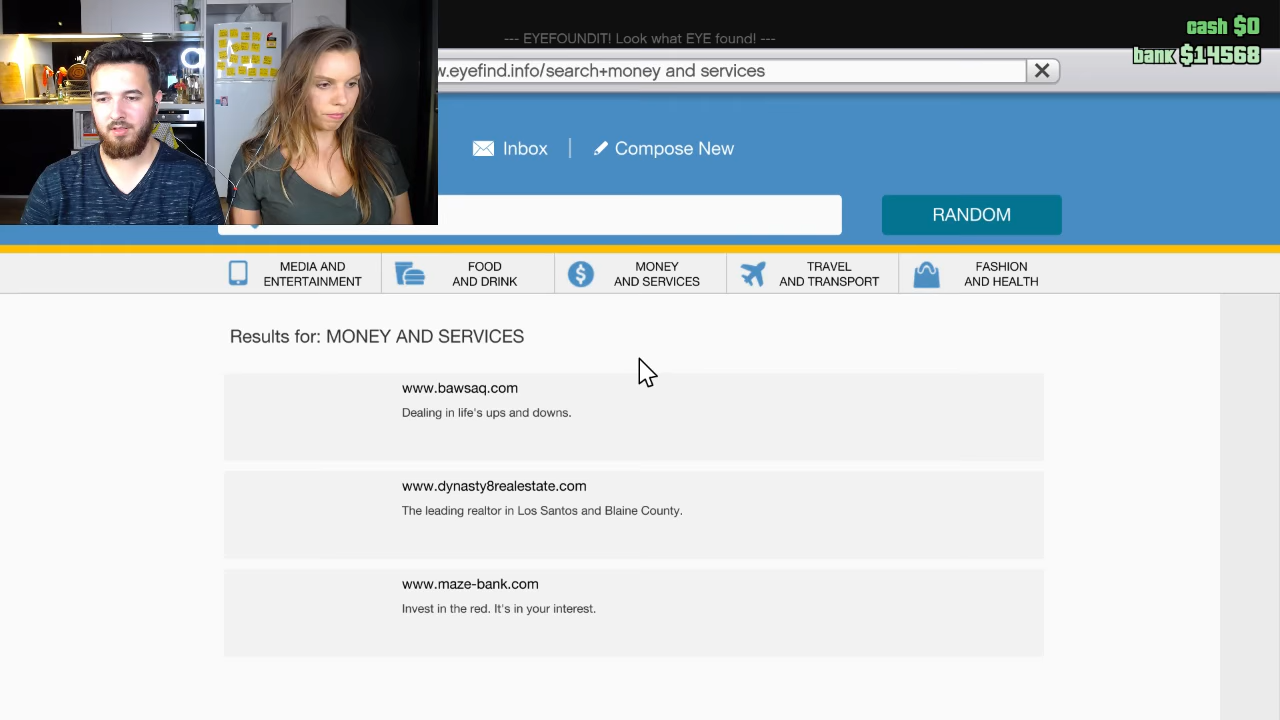 cash $0
--- EYEFOUNDIT! Look what EYE found! ---
bank $14568
w.eyefind.info/search+money and services
Inbox
Compose New
RANDOM
MEDIA AND
ENTERTAINMENT
FOOD
AND DRINK
MONEY
AND SERVICES
TRAVEL
AND TRANSPORT
FASHION
AND HEALTH
Results for: MONEY AND SERVICES
www.bawsaq.com
Dealing in life's ups and downs.
www.dynasty8realestate.com
The leading realtor in Los Santos and Blaine County.
www.maze-bank.com
Invest in the red. It's in your interest.